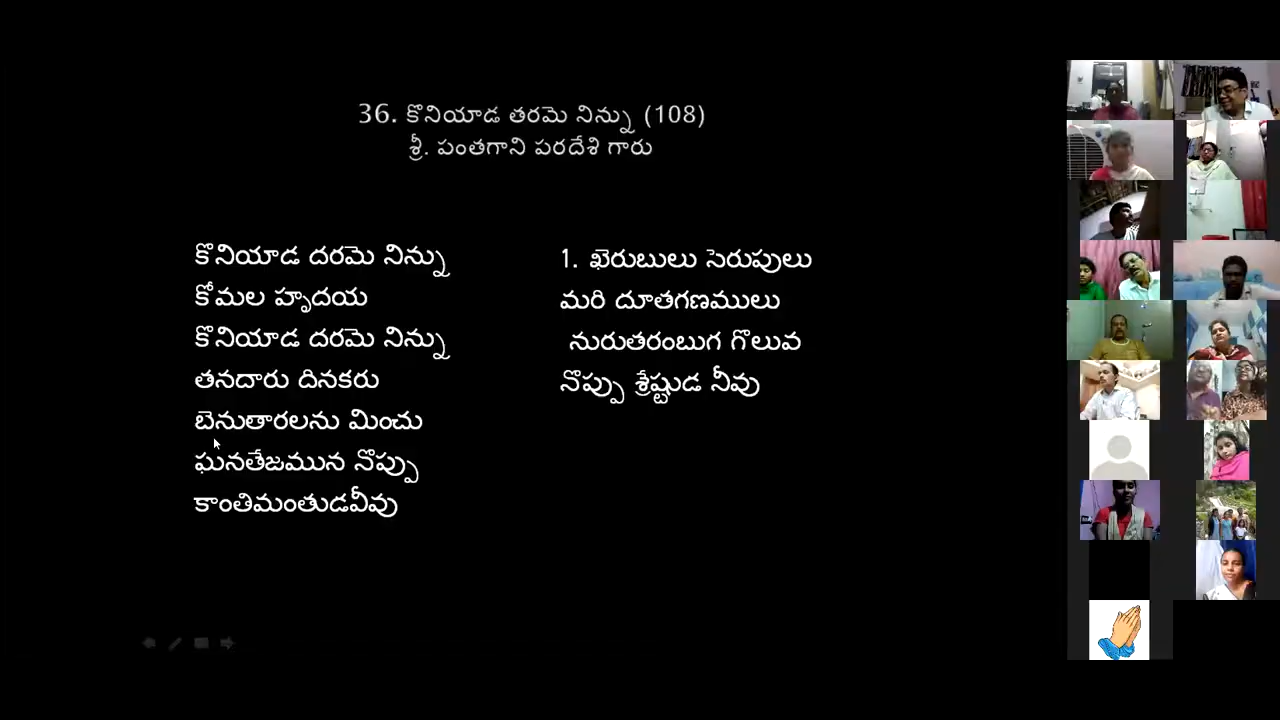 36. కొనియాడ తరమె నిన్ను (108)
శ్రీ. పంతగాని పరదేశి గారు
కొనియాడ దరమె నిన్ను
కోమల హృదయ
కొనియాడ దరమె నిన్ను
తనదారు దినకరు
బెనుతారలను మించు
ఘనతేజమున నొప్పు
కాంతిమంతుడవీవు
1. ఖెరుబులు సెరుపులు
మరి దూతగణములు
నురుతరంబుగ గొలువ
నొప్పు శ్రేష్టుడ నీవు